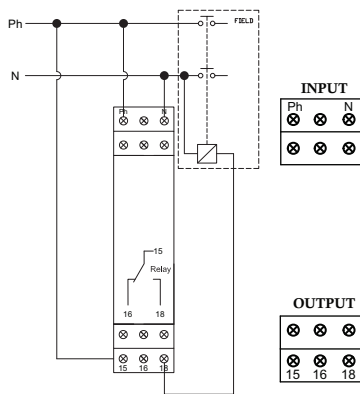 Ph
FIELD
N
Ph N
INPUT
Ph N
15
Relay
16 18
15 16 18
OUTPUT
15 16 18